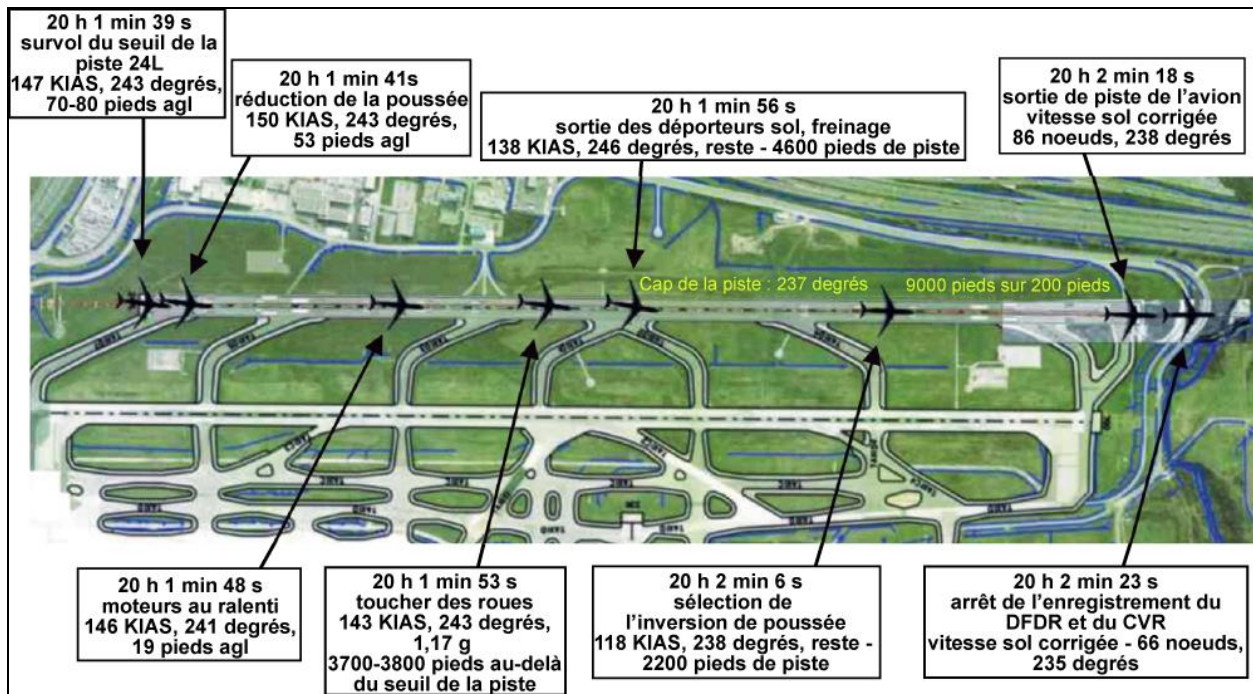 20 h 1 min 39 s
survol du seuil de la
piste 24L
147 KIAS, 243 degrés,
70-80 pieds agl
20 h 1 min 41s
réduction de la poussée
150 KIAS, 243 degrés,
53 pieds agl
20 h 1 min 56 s
sortie des déporteurs sol, freinage
138 KIAS, 246 degrés, reste - 4600 pieds de piste
20 h 2 min 18 s
sortie de piste de l’avion
vitesse sol corrigée
86 noeuds, 238 degrés
Cap de la piste : 237 degrés
9000 pieds sur 200 pieds
20 h 1 min 48 s
moteurs au ralenti
146 KIAS, 241 degrés,
19 pieds agl
20 h 1 min 53 s
toucher des roues
143 KIAS, 243 degrés,
1,17 g
3700-3800 pieds au-delà
du seuil de la piste
20 h 2 min 6 s
sélection de
l’inversion de poussée
118 KIAS, 238 degrés, reste -
2200 pieds de piste
20 h 2 min 23 s
arrêt de l’enregistrement du
DFDR et du CVR
vitesse sol corrigée - 66 noeuds,
235 degrés